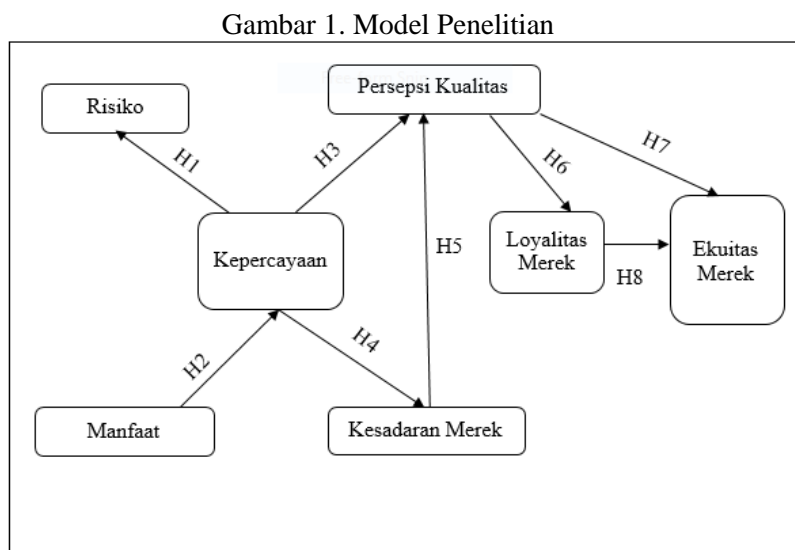 Gambar 1. Model Penelitian
Persepsi Kualitas
Risiko
H1
H3
H6
H7
Kepercayaan
H5
Loyalitas
Merek
H8
Ekuitas
Merek
H2
H4
Manfaat
Kesadaran Merek